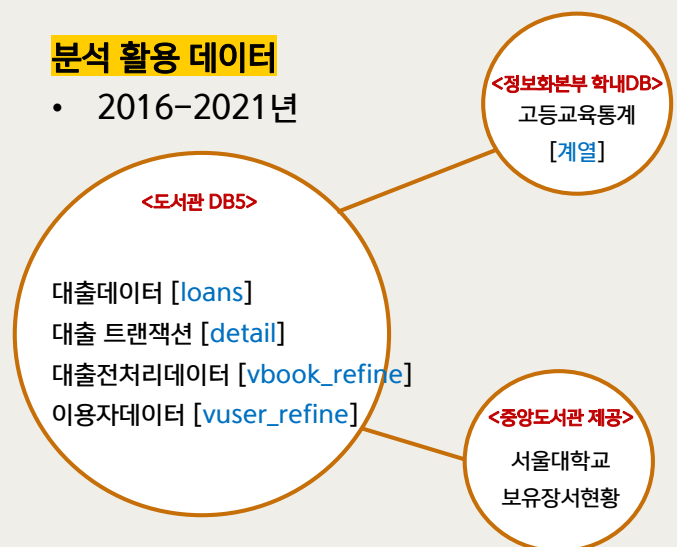 분석 활용 데이터
• 2016-2021년
<정보화본부 학내DB>
고등교육통계
[계열]
<도서관 DB5>
대출데이터 [loans]
대출 트랜잭션 [detail]
대출전처리데이터 [vbook_refine]
이용자데이터 [vuser_refine]
<중앙도서관 제공>
서울대학교
보유장서현황